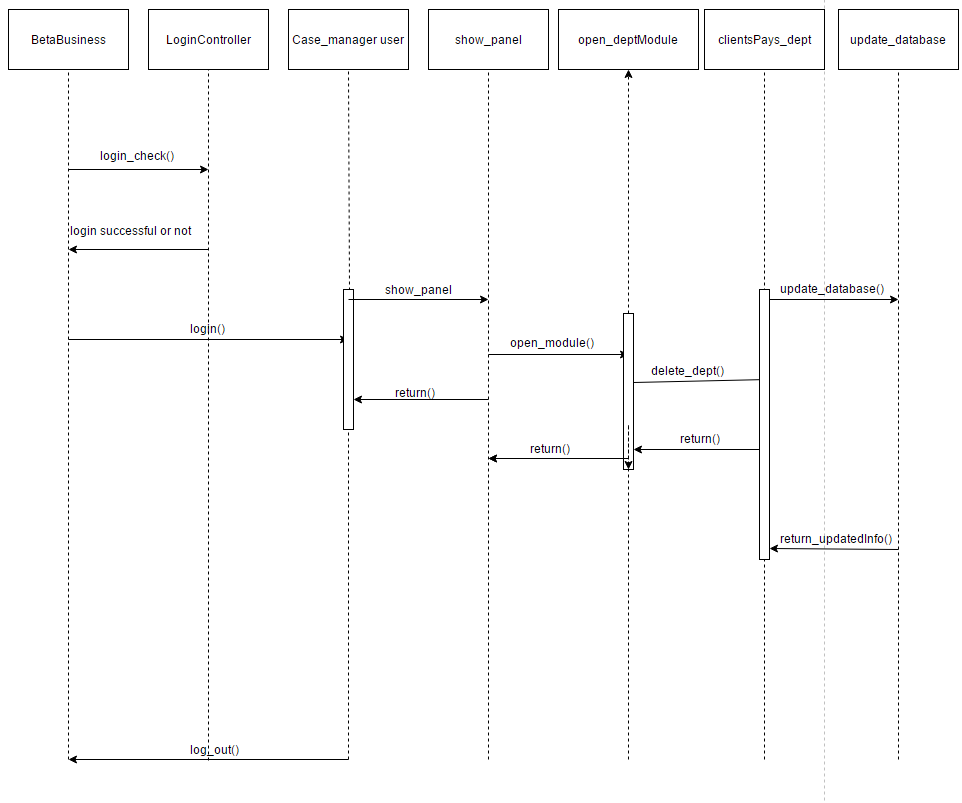 BetaBusiness
LoginController
Case_manager user
show_panel
open_deptModule
clientsPays_dept
update_database
login_check()
login successful or not
show_panel
update_database()
login()
open_module()
delete_dept()
return()
return()
return()
return_updatedInfo()
log_out()